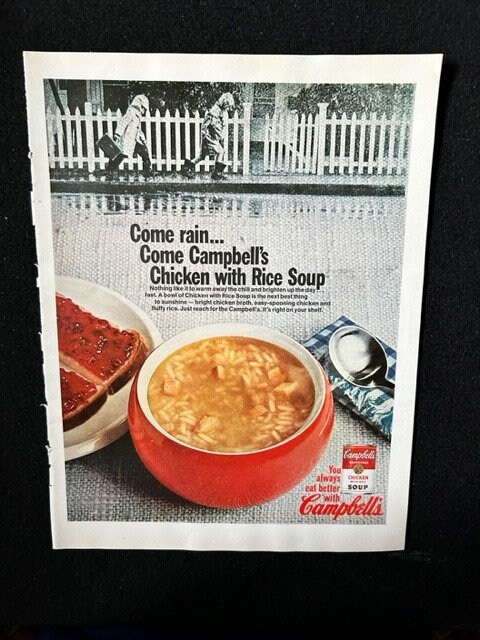 Come rain...
Come Campbell's
Chicken with Rice Soup
Nothing like it to warm away the chill and brighten up the day
fast. A bowl of Chicken with Rice Soup is the next best thing
to sunshine — bright chicken broth, easy-spooning chicken and
fluffy rice. Just reach for the Campbell's. It's right on your shelf.
You
always
eat better
with
Campbell's
Campbell's
CHICKEN
SOUP